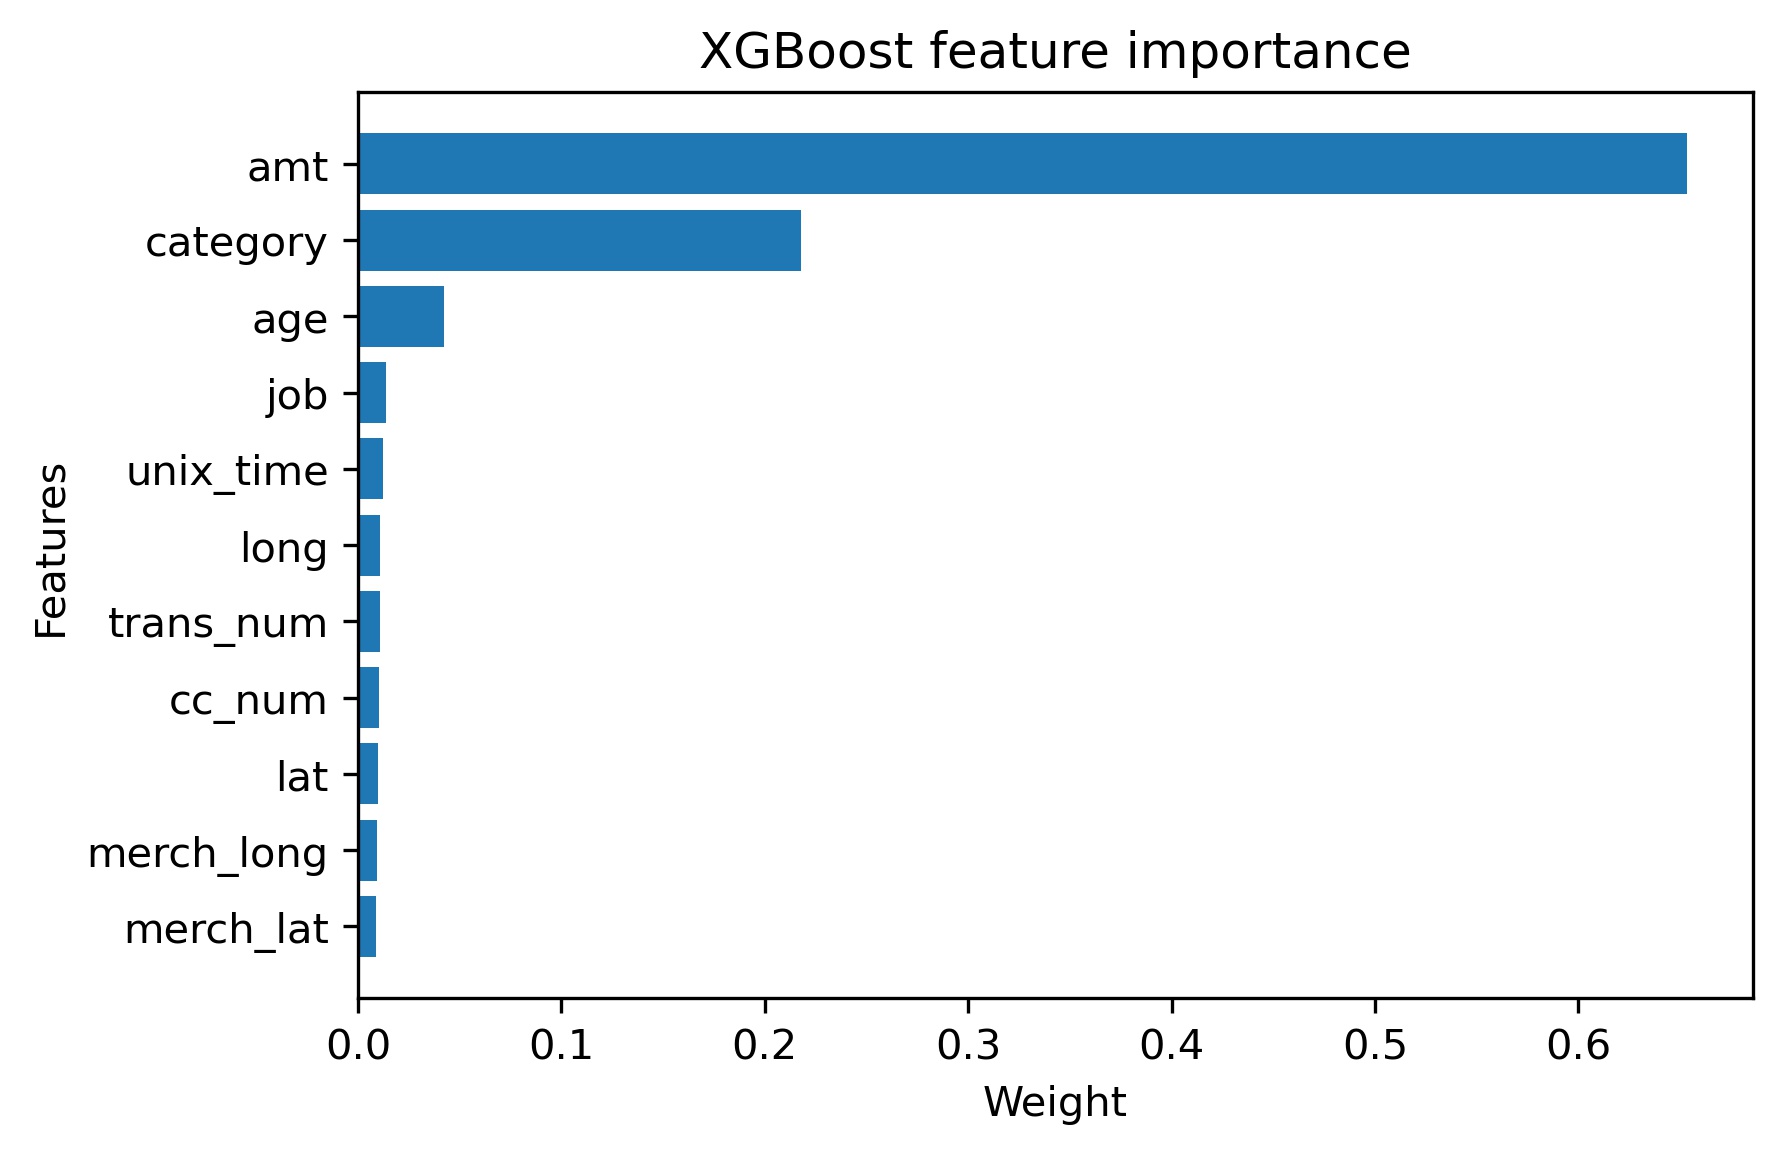 XGBoost feature importance
amt
category
age
job
unix_time
long
trans_num
cc_num
lat
merch_long
merch_lat
Features
0.0 0.1 0.2 0.3 0.4 0.5 0.6
Weight